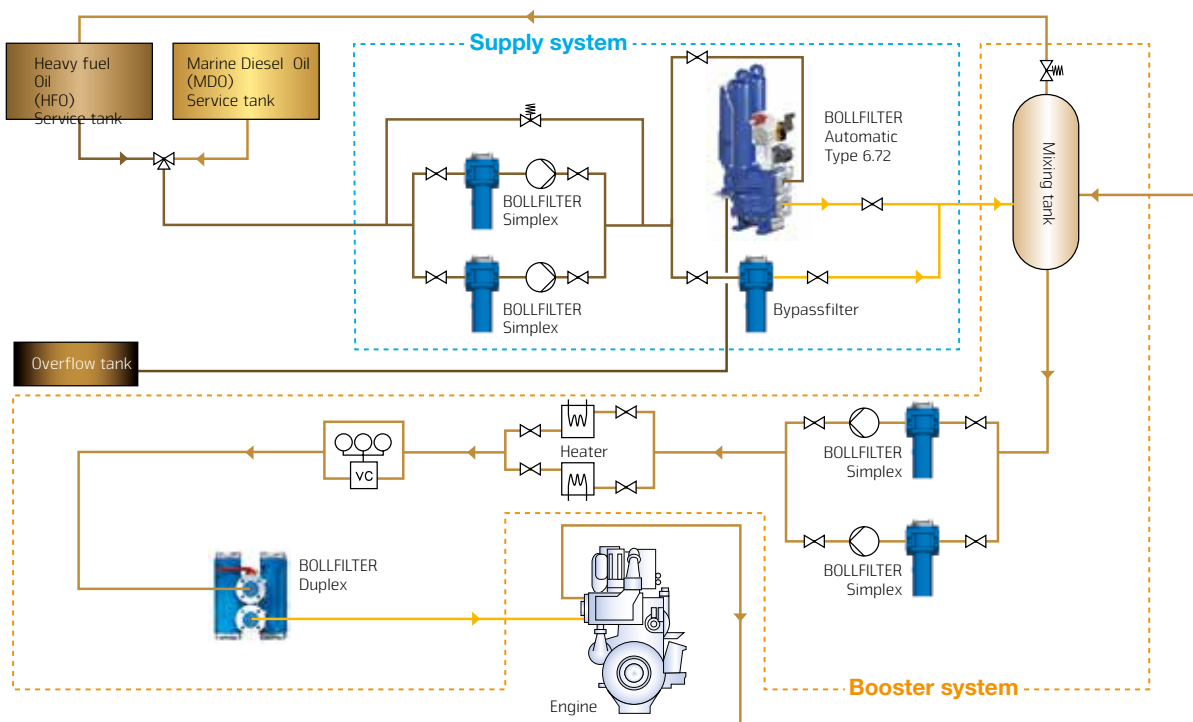 Supply system
Heavy fuel
Oil
(HFO)
Service tank
Marine Diesel Oil
(MDO)
Service tank
BOLLFILTER
Automatic
Type 6.72
Mixing tank
BOLLFILTER
Simplex
BOLLFILTER
Simplex
Bypassfilter
Overflow tank
Heater
VC
BOLLFILTER
Simplex
BOLLFILTER
Simplex
BOLLFILTER
Duplex
Booster system
Engine